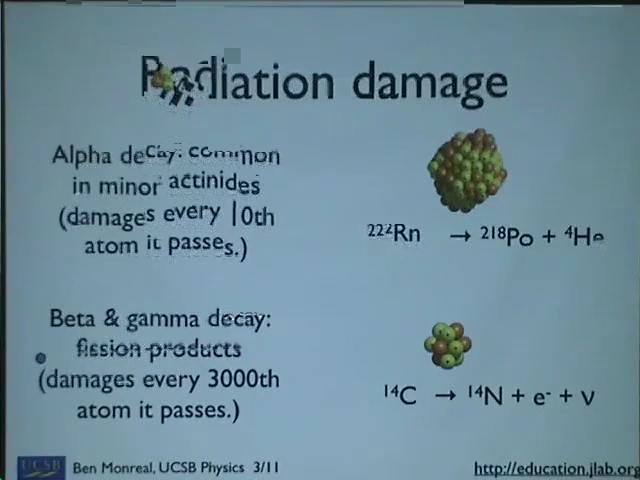 Radiation damage
Alpha decay: common
in minor actinides
(damages every 10th
atom it passes.)
²²²Rn → ²¹⁸Po + ⁴He
Beta & gamma decay:
fission products
(damages every 3000th
atom it passes.)
¹⁴C → ¹⁴N + e⁻ + ν
UCSB
Ben Monreal, UCSB Physics 3/11
http://education.jlab.org